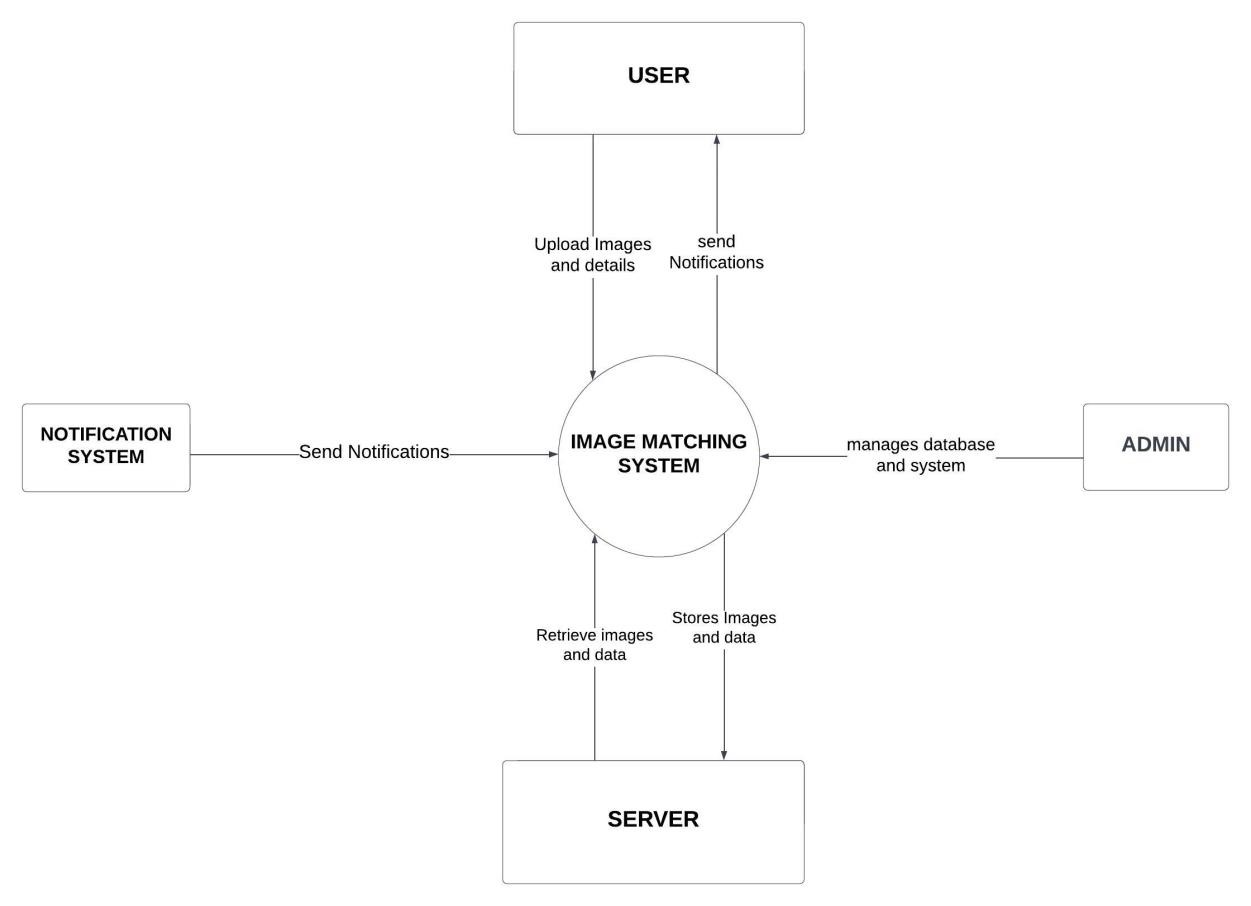 USER
Upload Images
and details
send
Notifications
NOTIFICATION
SYSTEM
Send Notifications
IMAGE MATCHING
SYSTEM
manages database
and system
ADMIN
Retrieve images
and data
Stores Images
and data
SERVER